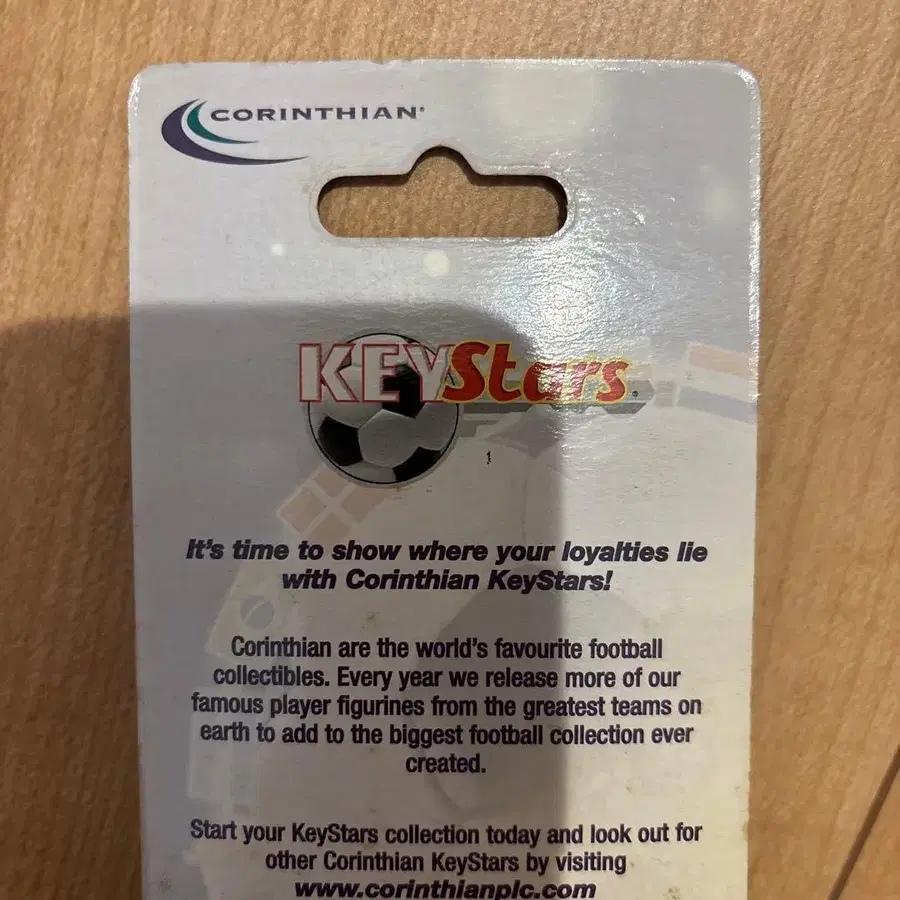 CORINTHIAN®
KEYStars
It's time to show where your loyalties lie
with Corinthian KeyStars!
Corinthian are the world's favourite football
collectibles. Every year we release more of our
famous player figurines from the greatest teams on
earth to add to the biggest football collection ever
created.
Start your KeyStars collection today and look out for
other Corinthian KeyStars by visiting
www.corinthianplc.com